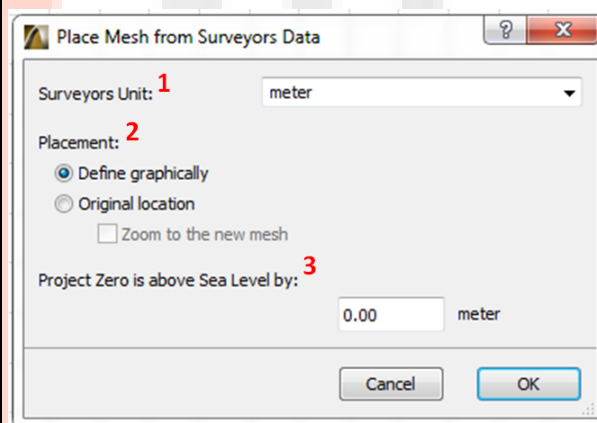 Place Mesh from Surveyors Data
?
X
Surveyors Unit: 1 meter
Placement: 2
Define graphically
Original location
Zoom to the new mesh
Project Zero is above Sea Level by: 3
0.00 meter
Cancel OK